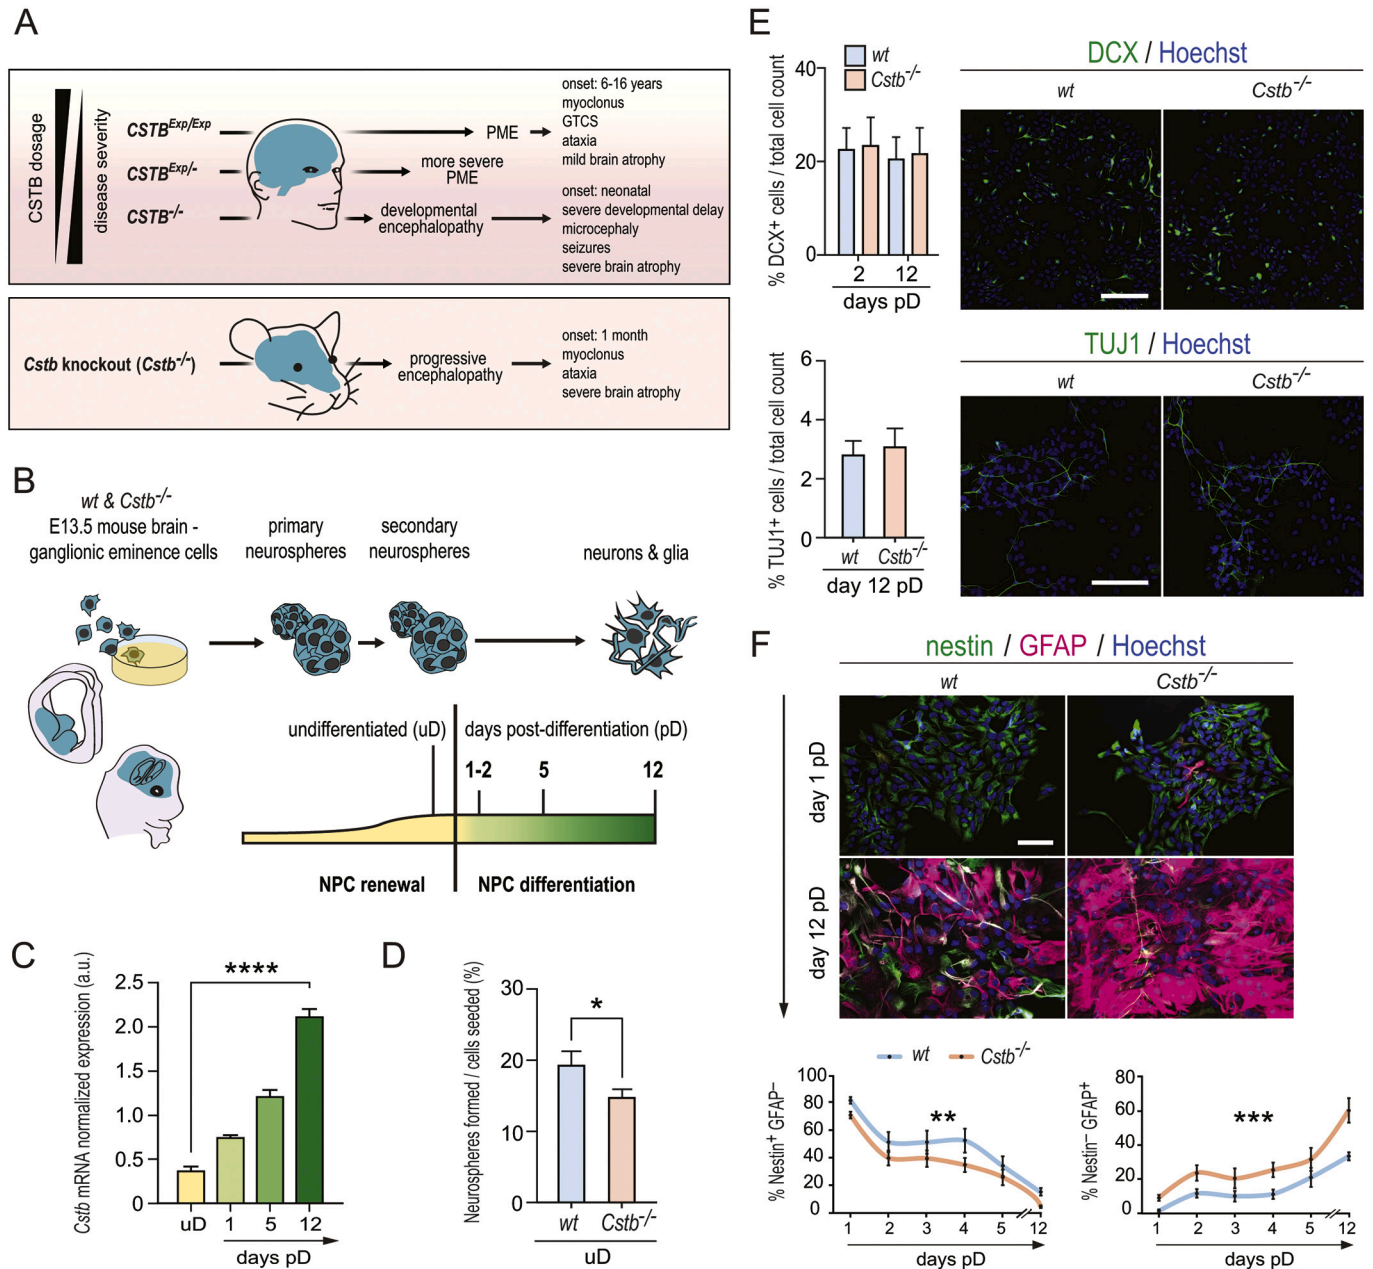 A
CSTB dosage
disease severity
CSTB^Exp/Exp
CSTB^Exp/-
CSTB^-/-
PME
more severe
PME
developmental
encephalopathy
onset: 6-16 years
myoclonus
GTCS
ataxia
mild brain atrophy
onset: neonatal
severe developmental delay
microcephaly
seizures
severe brain atrophy
Cstb knockout (Cstb^-/-)
progressive
encephalopathy
onset: 1 month
myoclonus
ataxia
severe brain atrophy
B
wt & Cstb^-/-
E13.5 mouse brain -
ganglionic eminence cells
primary
neurospheres
secondary
neurospheres
neurons & glia
undifferentiated (uD)
days post-differentiation (pD)
1-2 5 12
NPC renewal
NPC differentiation
C
Cstb mRNA normalized expression (a.u.)
****
2.5
2.0
1.5
1.0
0.5
0
uD 1 5 12
days pD
D
Neurospheres formed / cells seeded (%)
*
30
20
10
0
wt Cstb^-/-
uD
E
wt
Cstb^-/-
% DCX+ cells / total cell count
40
20
0
2 12
days pD
DCX / Hoechst
wt Cstb^-/-
% TUJ1+ cells / total cell count
6
4
2
0
wt Cstb^-/-
day 12 pD
TUJ1 / Hoechst
wt Cstb^-/-
F
nestin / GFAP / Hoechst
wt Cstb^-/-
day 1 pD
day 12 pD
wt Cstb^-/-
% Nestin^+ GFAP^–
100
80
60
40
20
0
**
1 2 3 4 5 12
days pD
% Nestin^– GFAP^+
80
60
40
20
0
***
1 2 3 4 5 12
days pD